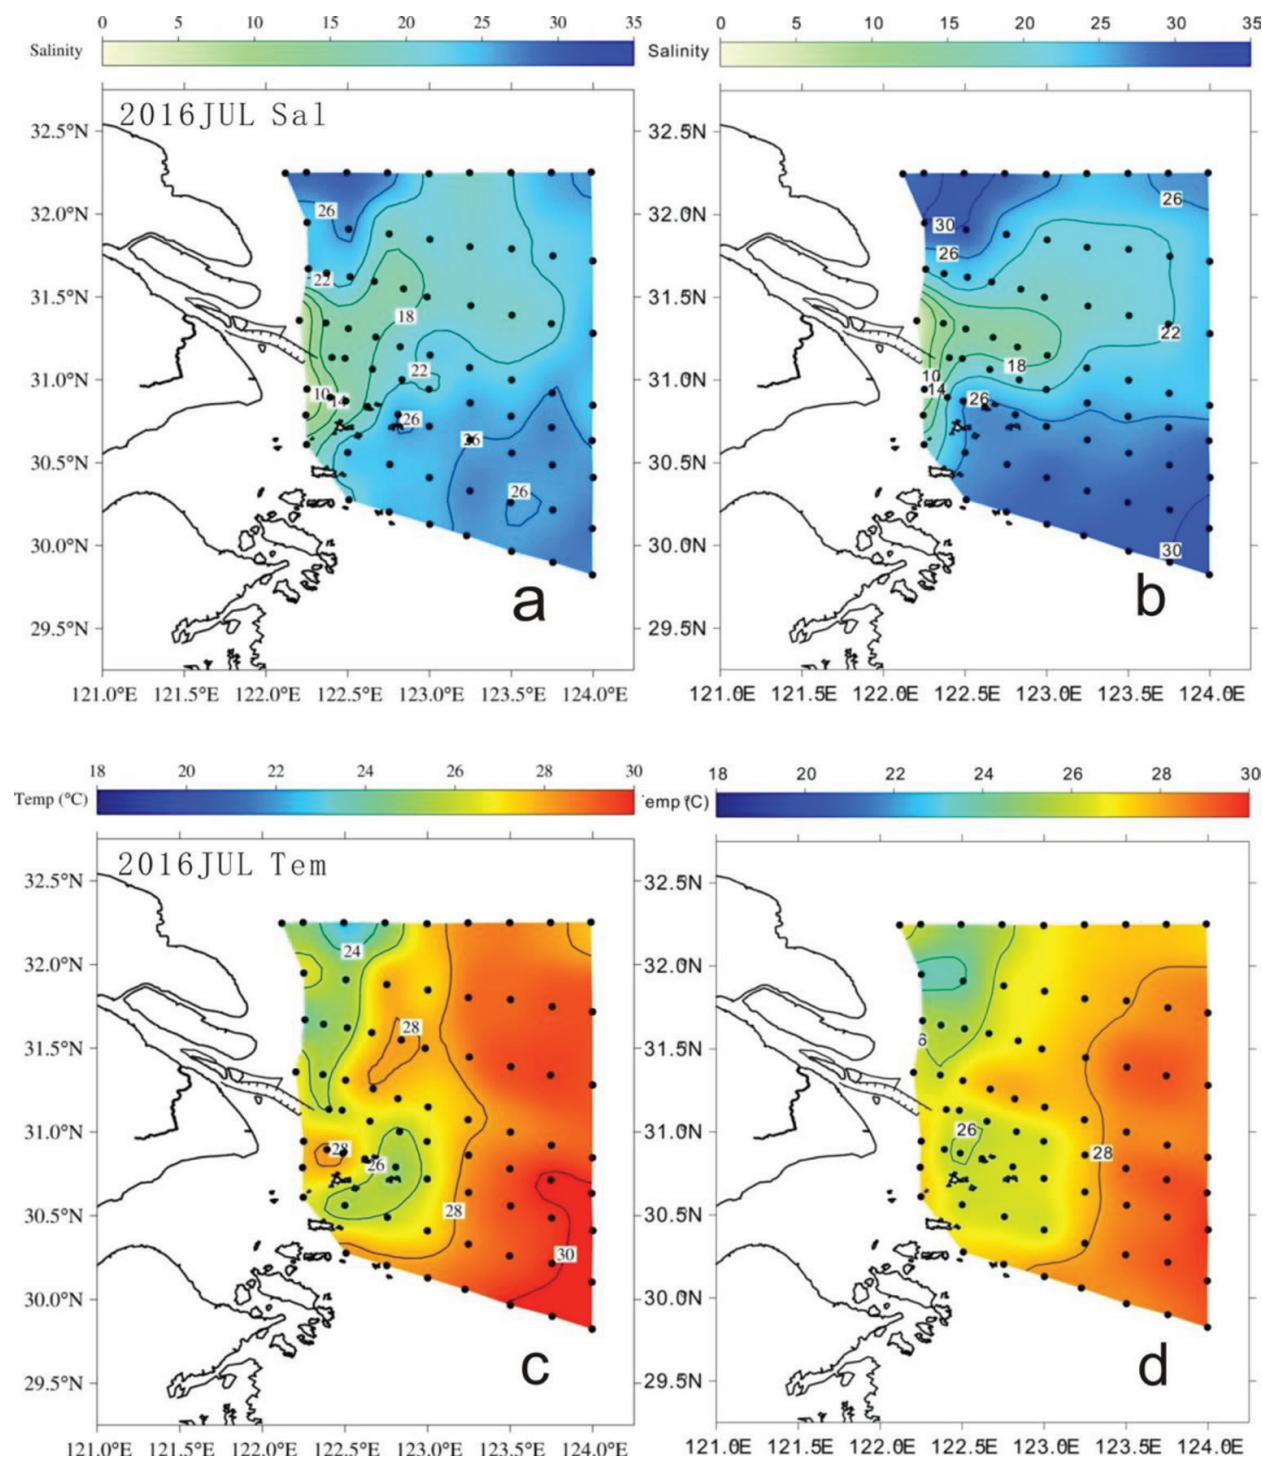 0 5 10 15 20 25 30 35
Salinity
2016JUL Sal
32.5°N
32.0°N
31.5°N
31.0°N
30.5°N
30.0°N
29.5°N
26
22
18
22
10
14
26
26
26
a
121.0°E 121.5°E 122.0°E 122.5°E 123.0°E 123.5°E 124.0°E
0 5 10 15 20 25 30 35
Salinity
32.5N
32.0N
31.5N
31.0N
30.5N
30.0N
29.5N
26
30
26
22
18
10
14
26
30
b
121.0E 121.5E 122.0E 122.5E 123.0E 123.5E 124.0E
18 20 22 24 26 28 30
Temp (°C)
2016JUL Tem
32.5°N
32.0°N
31.5°N
31.0°N
30.5°N
30.0°N
29.5°N
24
28
28
26
28
30
c
121.0°E 121.5°E 122.0°E 122.5°E 123.0°E 123.5°E 124.0°E
18 20 22 24 26 28 30
emp (C)
32.5N
32.0N
31.5N
31.0N
30.5N
30.0N
29.5N
6
26
28
d
121.0E 121.5E 122.0E 122.5E 123.0E 123.5E 124.0E